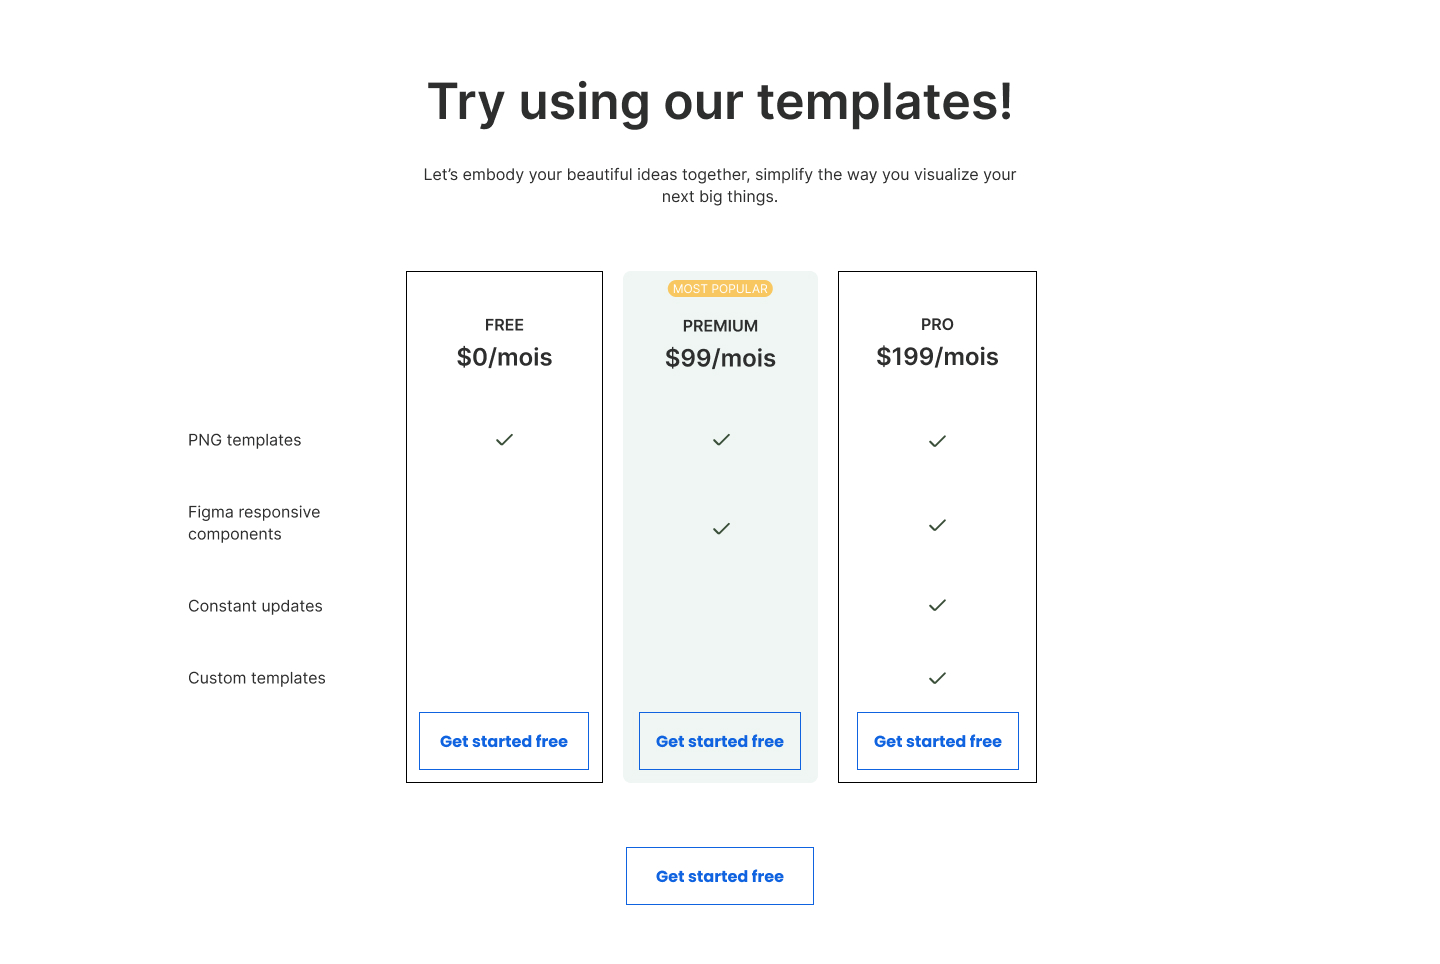 Try using our templates!
Let’s embody your beautiful ideas together, simplify the way you visualize your
next big things.
MOST POPULAR
FREE
$0/mois
PREMIUM
$99/mois
PRO
$199/mois
PNG templates
Figma responsive
components
Constant updates
Custom templates
Get started free
Get started free
Get started free
Get started free